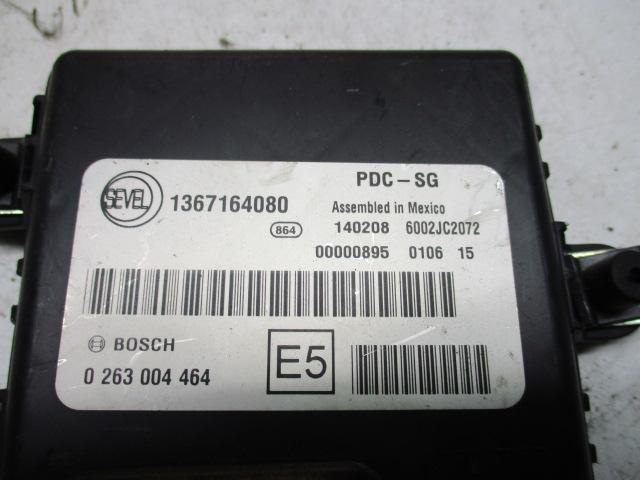 PDC-SG
SEVEL 1367164080
Assembled in Mexico
864 140208 6002JC2072
00000895 0106 15
BOSCH
0 263 004 464
E5